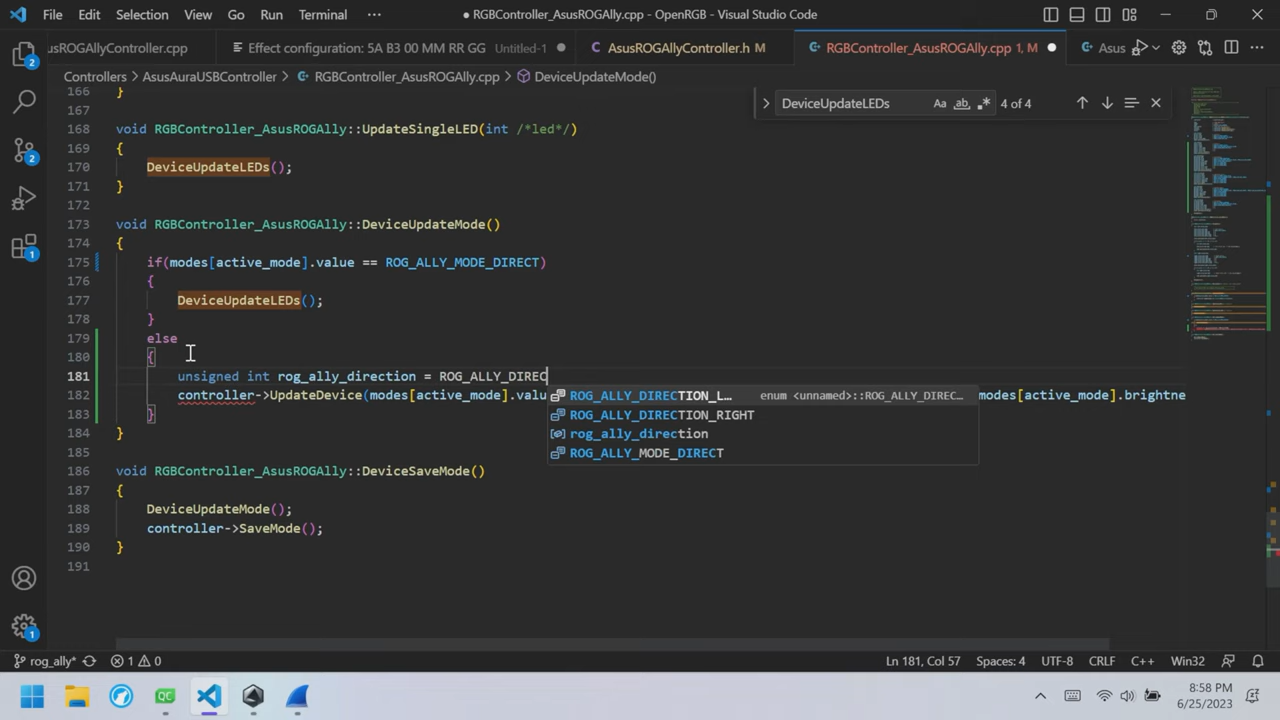 File Edit Selection View Go Run Terminal ···
RGBController_AsusROGAlly.cpp - OpenRGB - Visual Studio Code
usROGAllyController.cpp
Effect configuration: 5A B3 00 MM RR GG Untitled-1
AsusROGAllyController.h M
RGBController_AsusROGAlly.cpp 1, M
Asus
Controllers > AsusAuraUSBController > RGBController_AsusROGAlly.cpp > DeviceUpdateMode()
DeviceUpdateLEDs Aa ab 4 of 4
166 }
167
168 void RGBController_AsusROGAlly::UpdateSingleLED(int /*led*/)
169 {
170 DeviceUpdateLEDs();
171 }
172
173 void RGBController_AsusROGAlly::DeviceUpdateMode()
174 {
175 if(modes[active_mode].value == ROG_ALLY_MODE_DIRECT)
176 {
177 DeviceUpdateLEDs();
178 }
179 else
180 {
181 unsigned int rog_ally_direction = ROG_ALLY_DIREC
182 controller->UpdateDevice(modes[active_mode].valu modes[active_mode].brightne
ROG_ALLY_DIRECTION_L… enum <unnamed>::ROG_ALLY_DIREC…
ROG_ALLY_DIRECTION_RIGHT
rog_ally_direction
ROG_ALLY_MODE_DIRECT
183 }
184 }
185
186 void RGBController_AsusROGAlly::DeviceSaveMode()
187 {
188 DeviceUpdateMode();
189 controller->SaveMode();
190 }
191
2
2
1
1
rog_ally* 1 0
Ln 181, Col 57 Spaces: 4 UTF-8 CRLF C++ Win32
QC
8:58 PM
6/25/2023